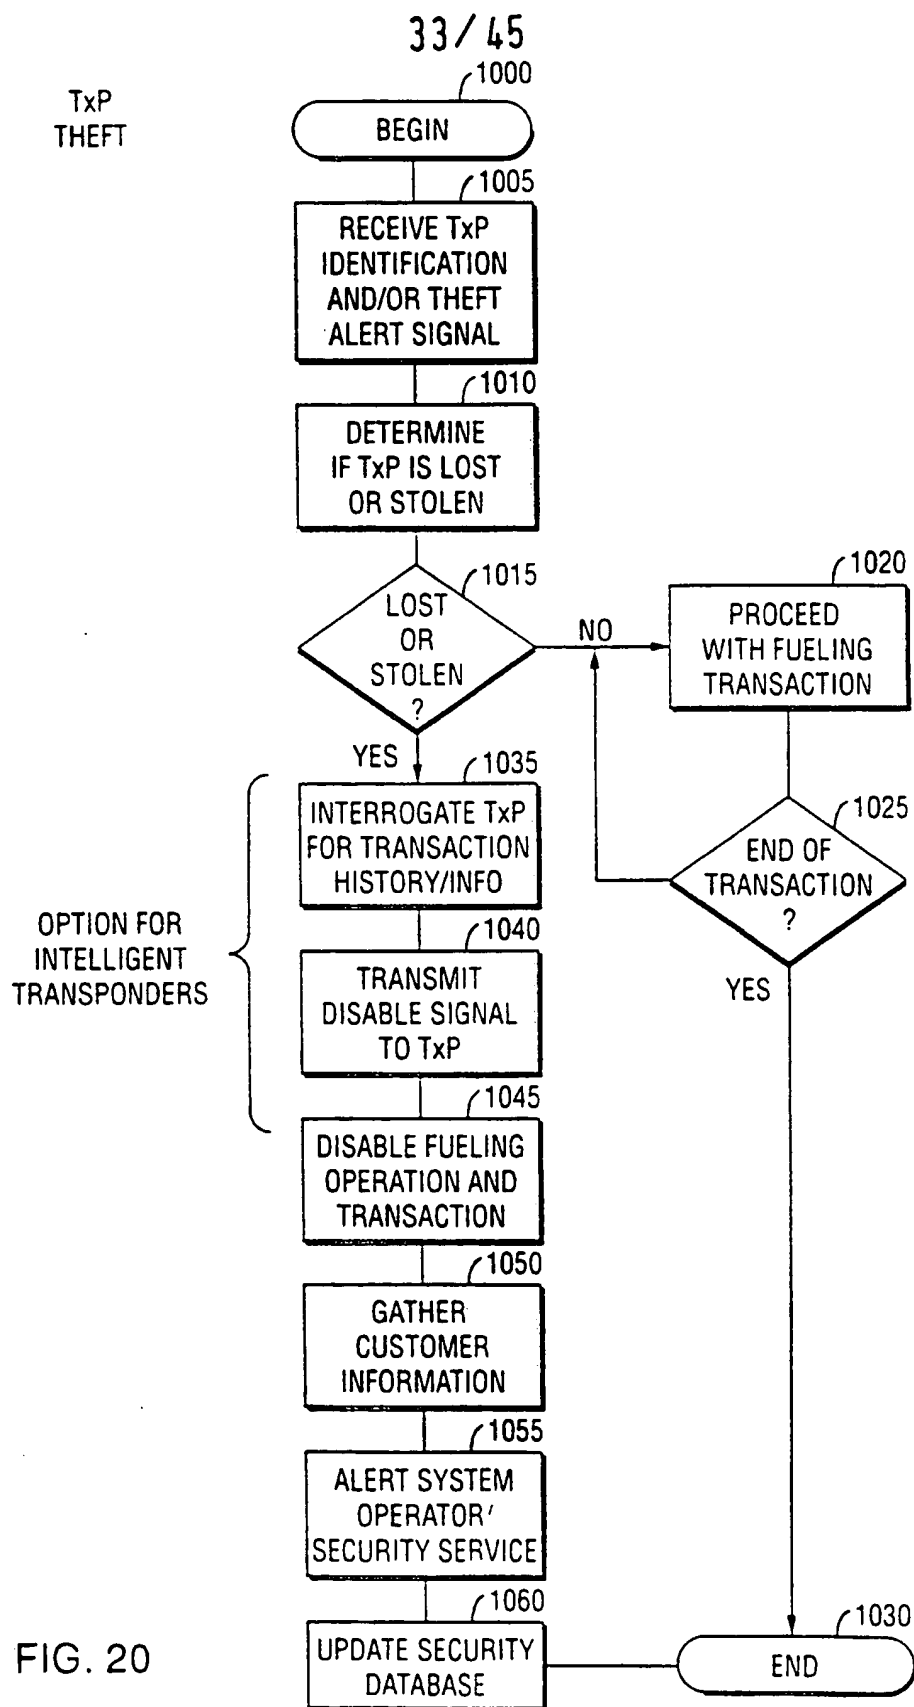 33/45
TxP
THEFT
1000
BEGIN
1005
RECEIVE TxP
IDENTIFICATION
AND/OR THEFT
ALERT SIGNAL
1010
DETERMINE
IF TxP IS LOST
OR STOLEN
1015
LOST
OR
STOLEN
?
NO
YES
1020
PROCEED
WITH FUELING
TRANSACTION
1025
END OF
TRANSACTION
?
YES
OPTION FOR
INTELLIGENT
TRANSPONDERS
1035
INTERROGATE TxP
FOR TRANSACTION
HISTORY/INFO
1040
TRANSMIT
DISABLE SIGNAL
TO TxP
1045
DISABLE FUELING
OPERATION AND
TRANSACTION
1050
GATHER
CUSTOMER
INFORMATION
1055
ALERT SYSTEM
OPERATOR/
SECURITY SERVICE
1060
UPDATE SECURITY
DATABASE
1030
END
FIG. 20